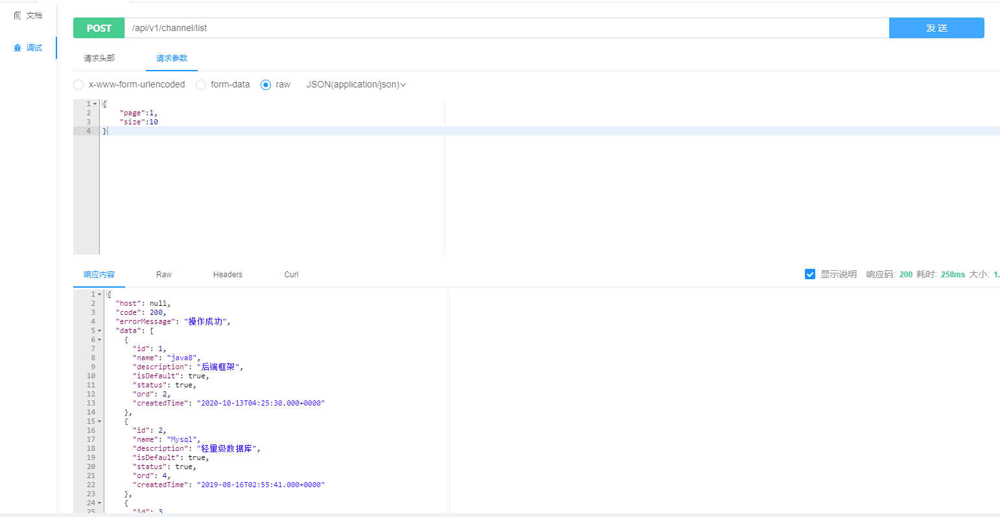 文档
调试
POST /api/v1/channel/list 发 送
请求头部 请求参数
x-www-form-urlencoded form-data raw JSON(application/json)
1 {
2 "page":1,
3 "size":10
4 }
响应内容 Raw Headers Curl 显示说明 响应码: 200 耗时: 258ms 大小: 1.
1 {
2 "host": null,
3 "code": 200,
4 "errorMessage": "操作成功",
5 "data": [
6 {
7 "id": 1,
8 "name": "java8",
9 "description": "后端框架",
10 "isDefault": true,
11 "status": true,
12 "ord": 2,
13 "createdTime": "2020-10-13T04:25:30.000+0000"
14 },
15 {
16 "id": 2,
17 "name": "Mysql",
18 "description": "轻量级数据库",
19 "isDefault": true,
20 "status": true,
21 "ord": 4,
22 "createdTime": "2019-08-16T02:55:41.000+0000"
23 },
24 {
25 "id": 3